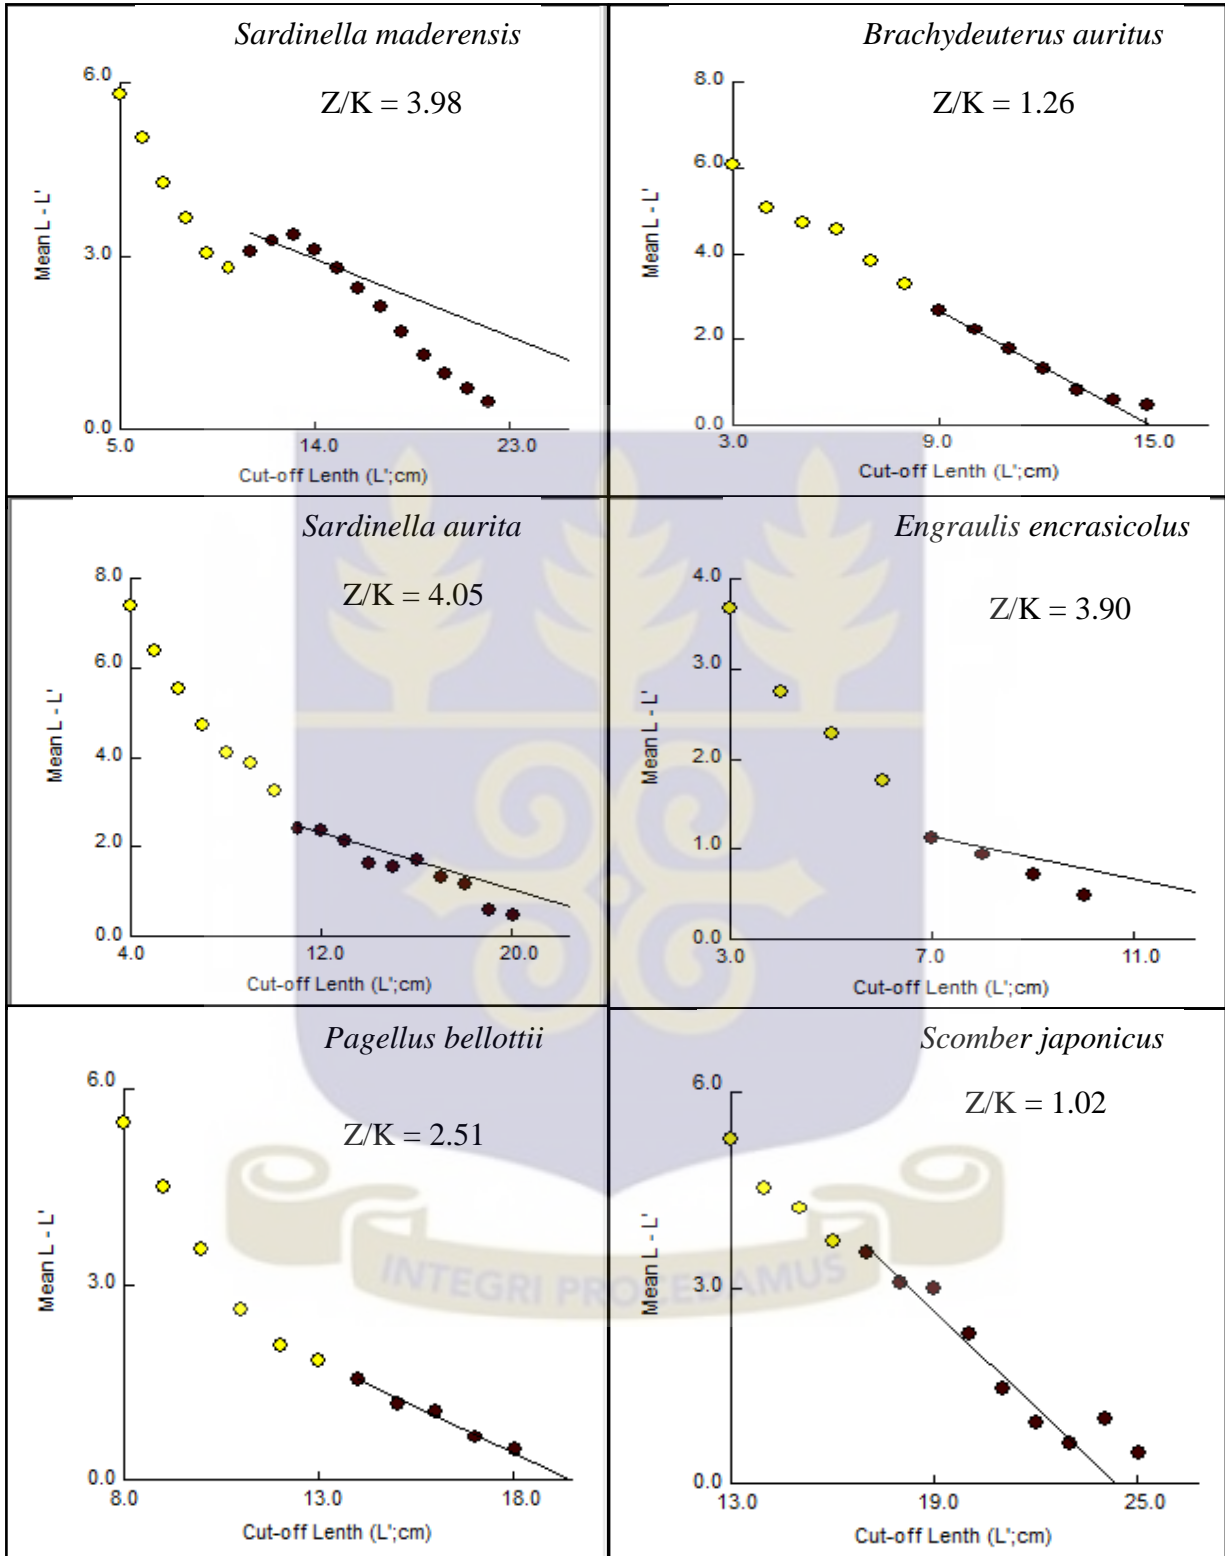 Sardinella maderensis
Z/K = 3.98
6.0
3.0
0.0
Mean L - L'
5.0 14.0 23.0
Cut-off Lenth (L';cm)
Brachydeuterus auritus
Z/K = 1.26
8.0
6.0
4.0
2.0
0.0
Mean L - L'
3.0 9.0 15.0
Cut-off Lenth (L';cm)
Sardinella aurita
Z/K = 4.05
8.0
6.0
4.0
2.0
0.0
Mean L - L'
4.0 12.0 20.0
Cut-off Lenth (L';cm)
Engraulis encrasicolus
Z/K = 3.90
4.0
3.0
2.0
1.0
0.0
Mean L - L'
3.0 7.0 11.0
Cut-off Lenth (L';cm)
Pagellus bellottii
Z/K = 2.51
6.0
3.0
0.0
Mean L - L'
8.0 13.0 18.0
Cut-off Lenth (L';cm)
Scomber japonicus
Z/K = 1.02
6.0
3.0
0.0
Mean L - L'
13.0 19.0 25.0
Cut-off Lenth (L';cm)
INTEGRI PROCEDAMUS